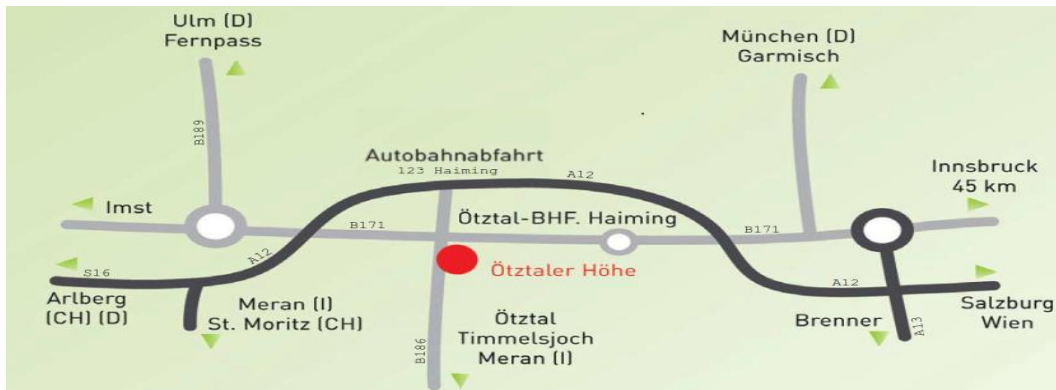 Ulm (D)
Fernpass
München (D)
Garmisch
B189
Autobahnabfahrt
123 Haiming
A12
Innsbruck
45 km
Imst
Ötztal-BHF. Haiming
B171
B171
A12
S16
Ötztaler Höhe
A12
Arlberg
(CH) (D)
Meran (I)
St. Moritz (CH)
Ötztal
Timmelsjoch
Meran (I)
B186
Brenner
A13
Salzburg
Wien